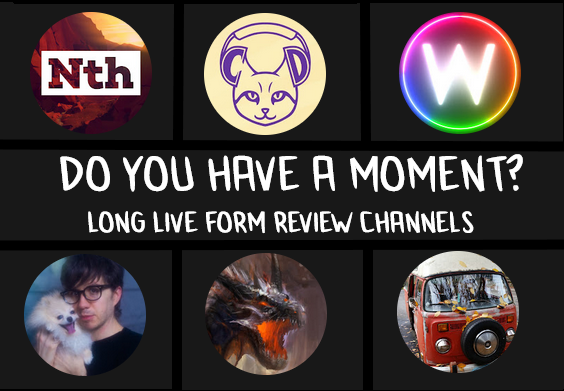 Nth
D
W
DO YOU HAVE A MOMENT?
LONG LIVE FORM REVIEW CHANNELS